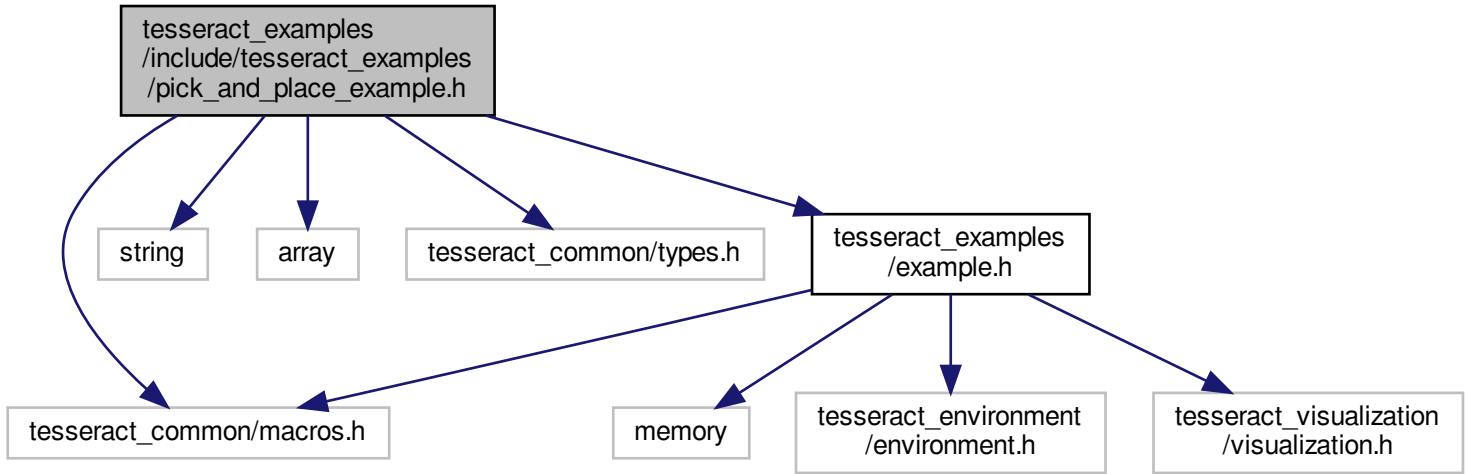 tesseract_examples
/include/tesseract_examples
/pick_and_place_example.h
string
array
tesseract_common/types.h
tesseract_examples
/example.h
tesseract_common/macros.h
memory
tesseract_environment
/environment.h
tesseract_visualization
/visualization.h